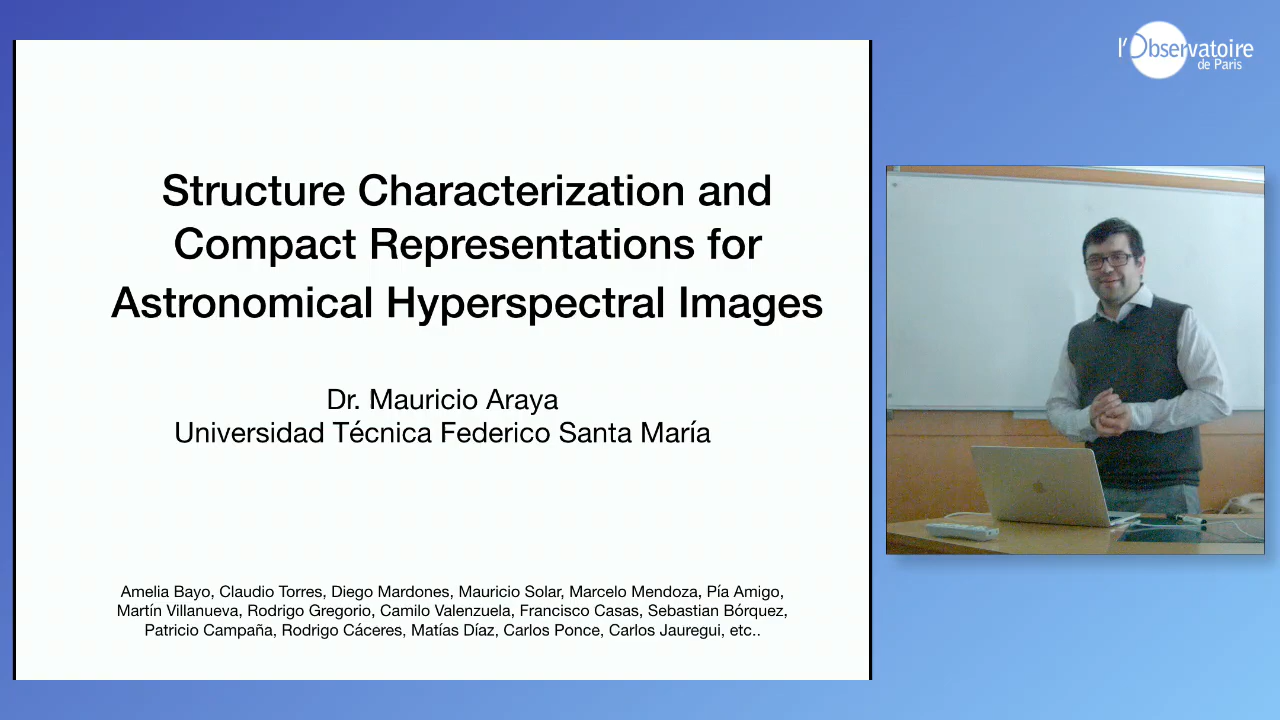 l'Observatoire
de Paris
Structure Characterization and
Compact Representations for
Astronomical Hyperspectral Images
Dr. Mauricio Araya
Universidad Técnica Federico Santa María
Amelia Bayo, Claudio Torres, Diego Mardones, Mauricio Solar, Marcelo Mendoza, Pía Amigo,
Martín Villanueva, Rodrigo Gregorio, Camilo Valenzuela, Francisco Casas, Sebastian Bórquez,
Patricio Campaña, Rodrigo Cáceres, Matías Díaz, Carlos Ponce, Carlos Jauregui, etc..